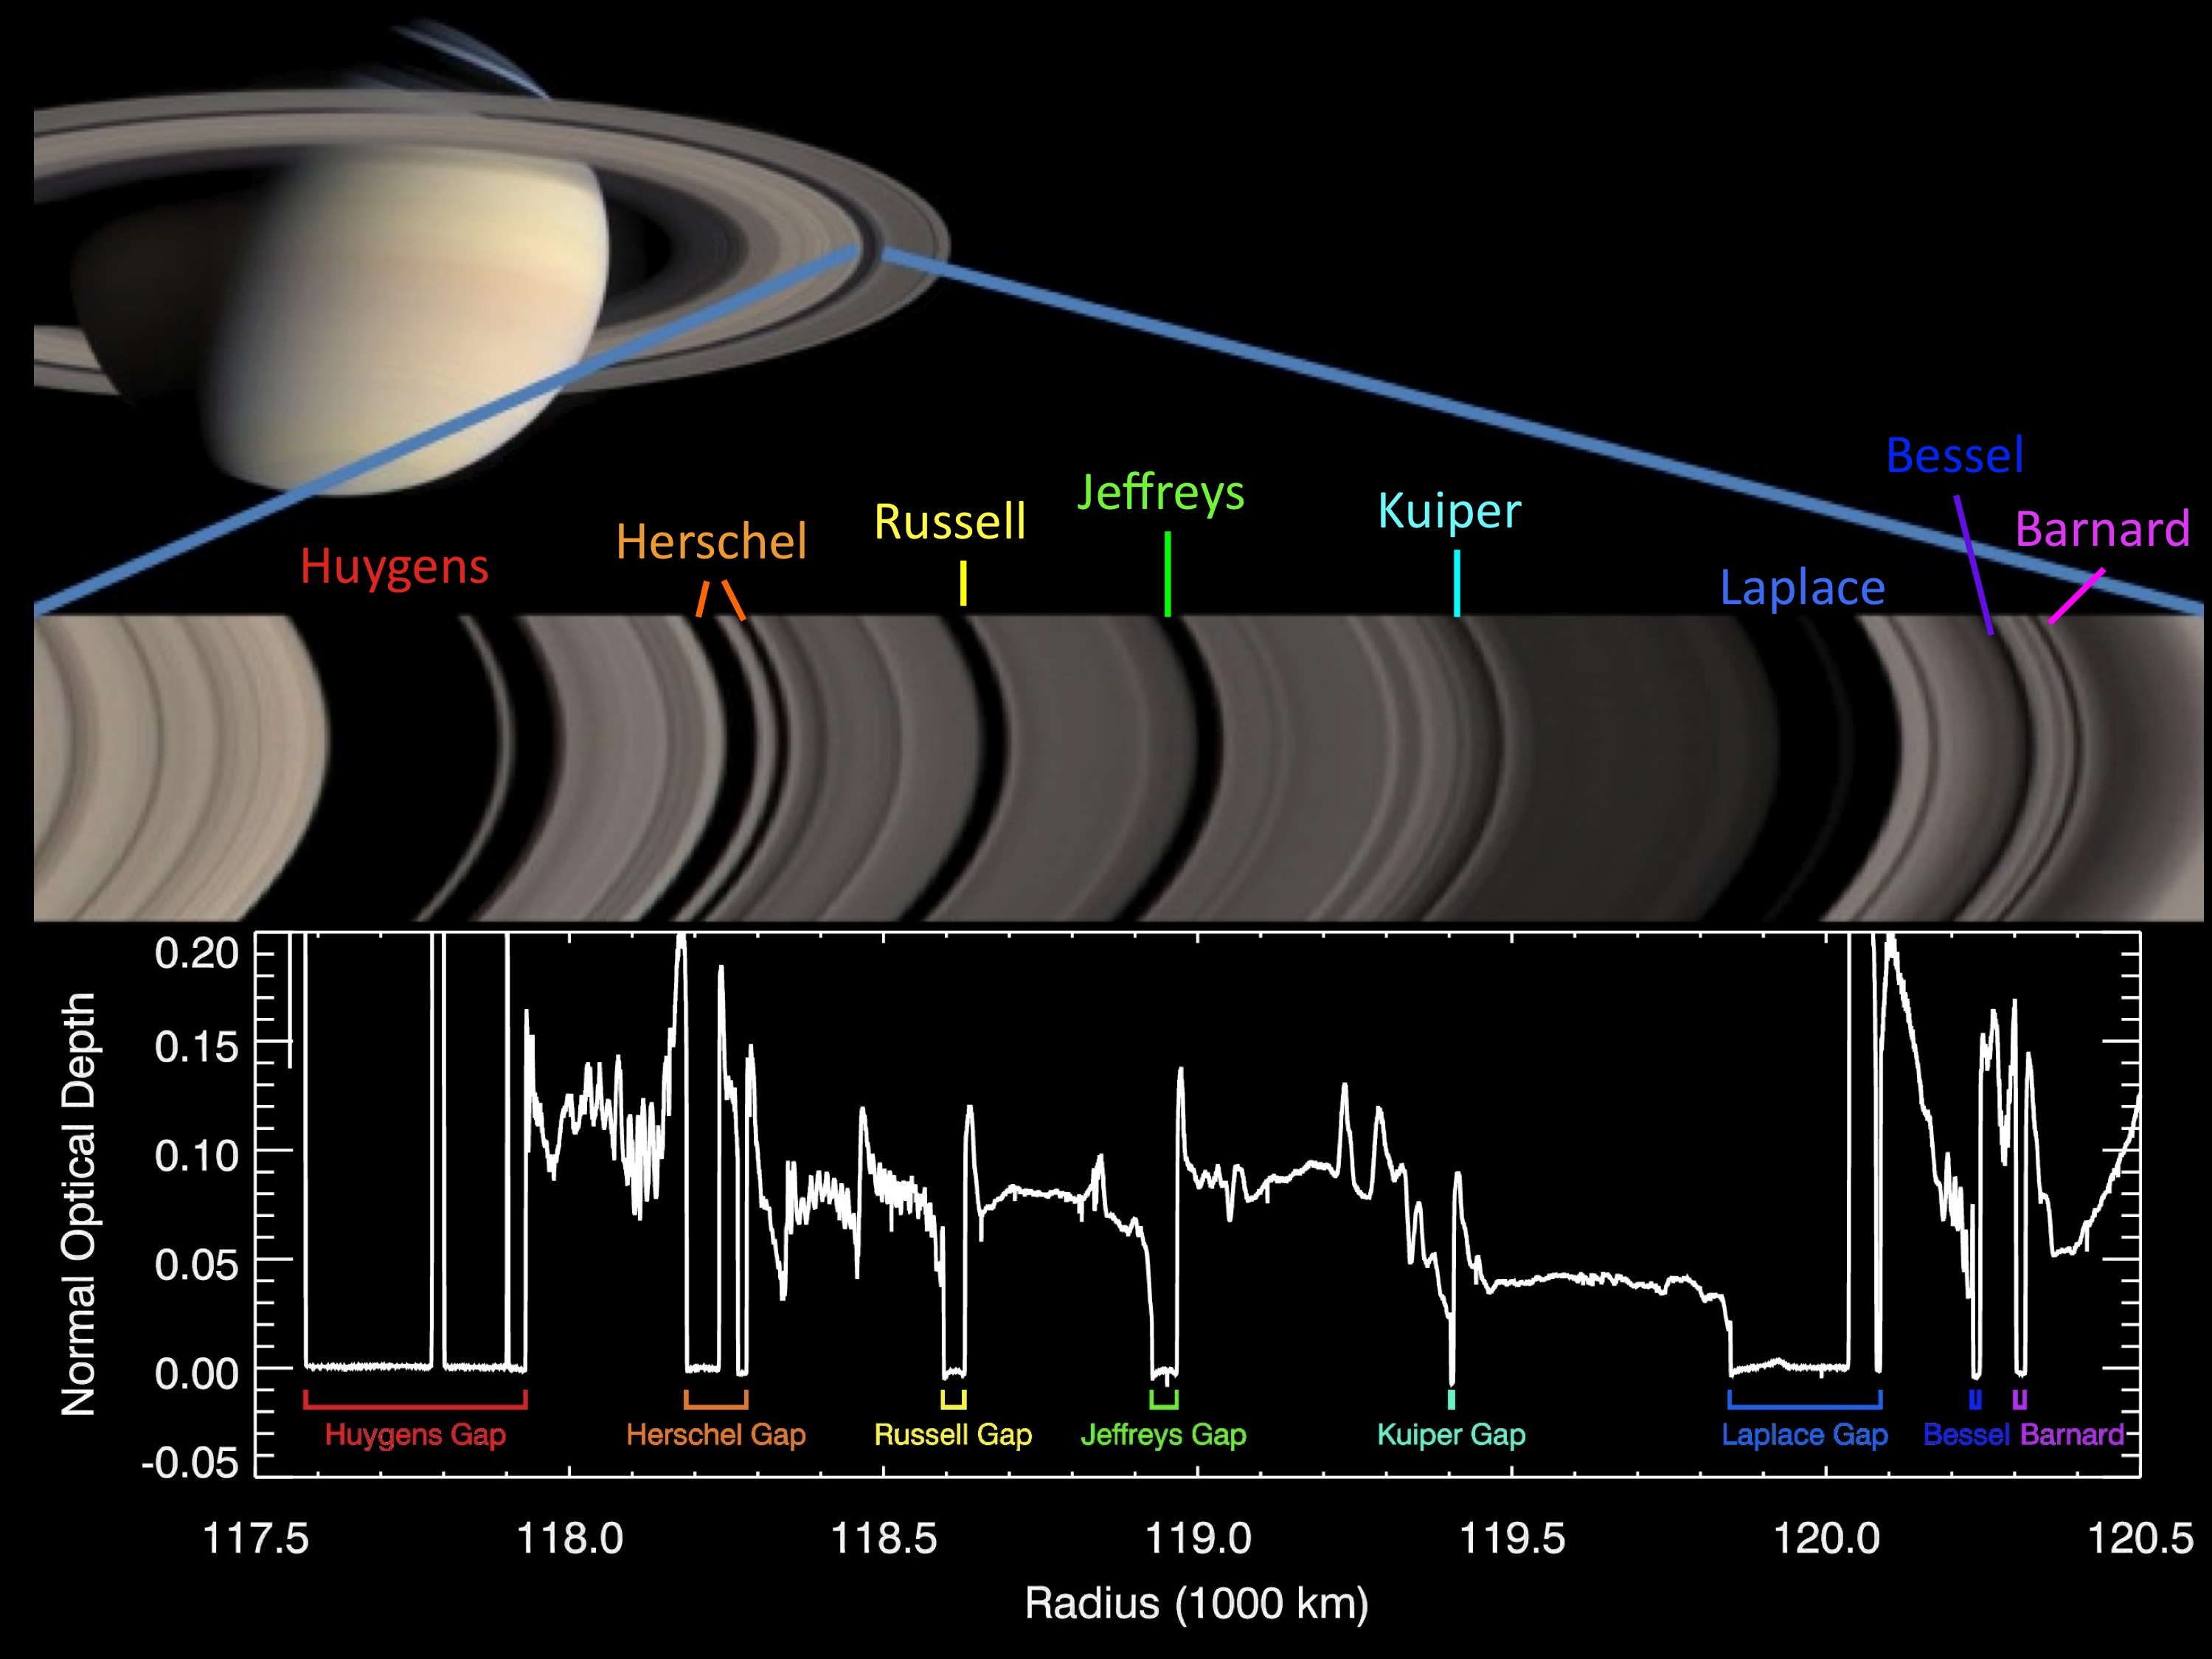 Bessel
Jeffreys
Kuiper
Russell
Barnard
Herschel
Huygens
Laplace
0.20
0.15
0.10
0.05
0.00
-0.05
Normal Optical Depth
Huygens Gap
Herschel Gap
Russell Gap
Jeffreys Gap
Kuiper Gap
Laplace Gap
Bessel
Barnard
117.5
118.0
118.5
119.0
119.5
120.0
120.5
Radius (1000 km)